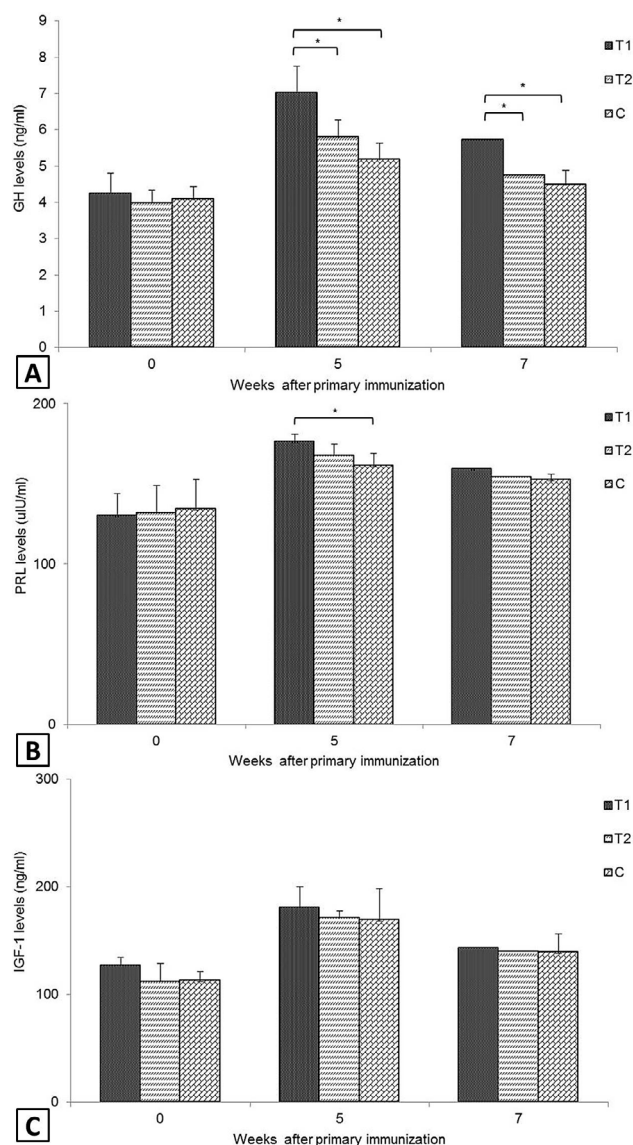 9
8
7
6
5
4
3
2
1
0
GH levels (ng/ml)
*
*
*
*
T1
T2
C
0 5 7
Weeks after primary immunization
A
200
100
0
PRL levels (uIU/ml)
*
T1
T2
C
0 5 7
Weeks after primary immunization
B
300
200
100
0
IGF-1 levels (ng/ml)
T1
T2
C
0 5 7
Weeks after primary immunization
C